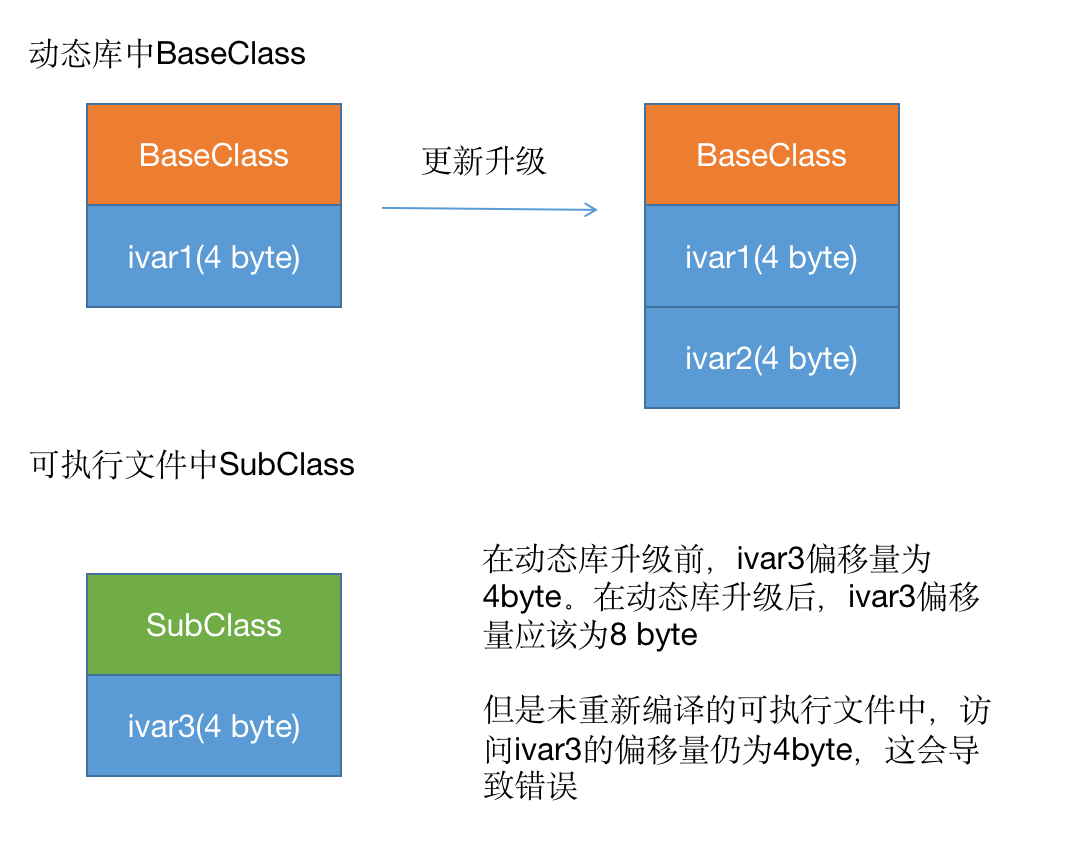 动态库中BaseClass
BaseClass
ivar1(4 byte)
更新升级
BaseClass
ivar1(4 byte)
ivar2(4 byte)
可执行文件中SubClass
SubClass
ivar3(4 byte)
在动态库升级前，ivar3偏移量为
4byte。在动态库升级后，ivar3偏移
量应该为8 byte
但是未重新编译的可执行文件中，访
问ivar3的偏移量仍为4byte，这会导
致错误